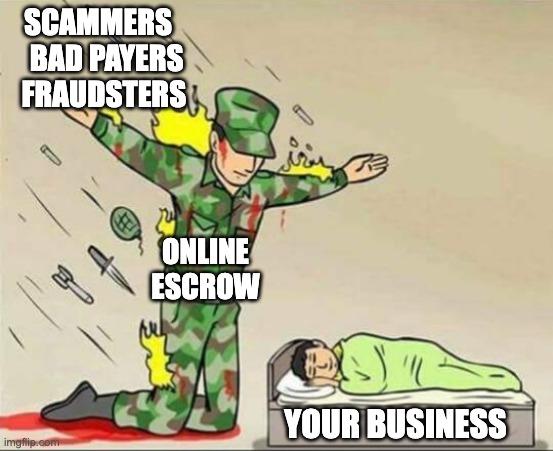 SCAMMERS
BAD PAYERS
FRAUDSTERS
ONLINE
ESCROW
YOUR BUSINESS
imgflip.com